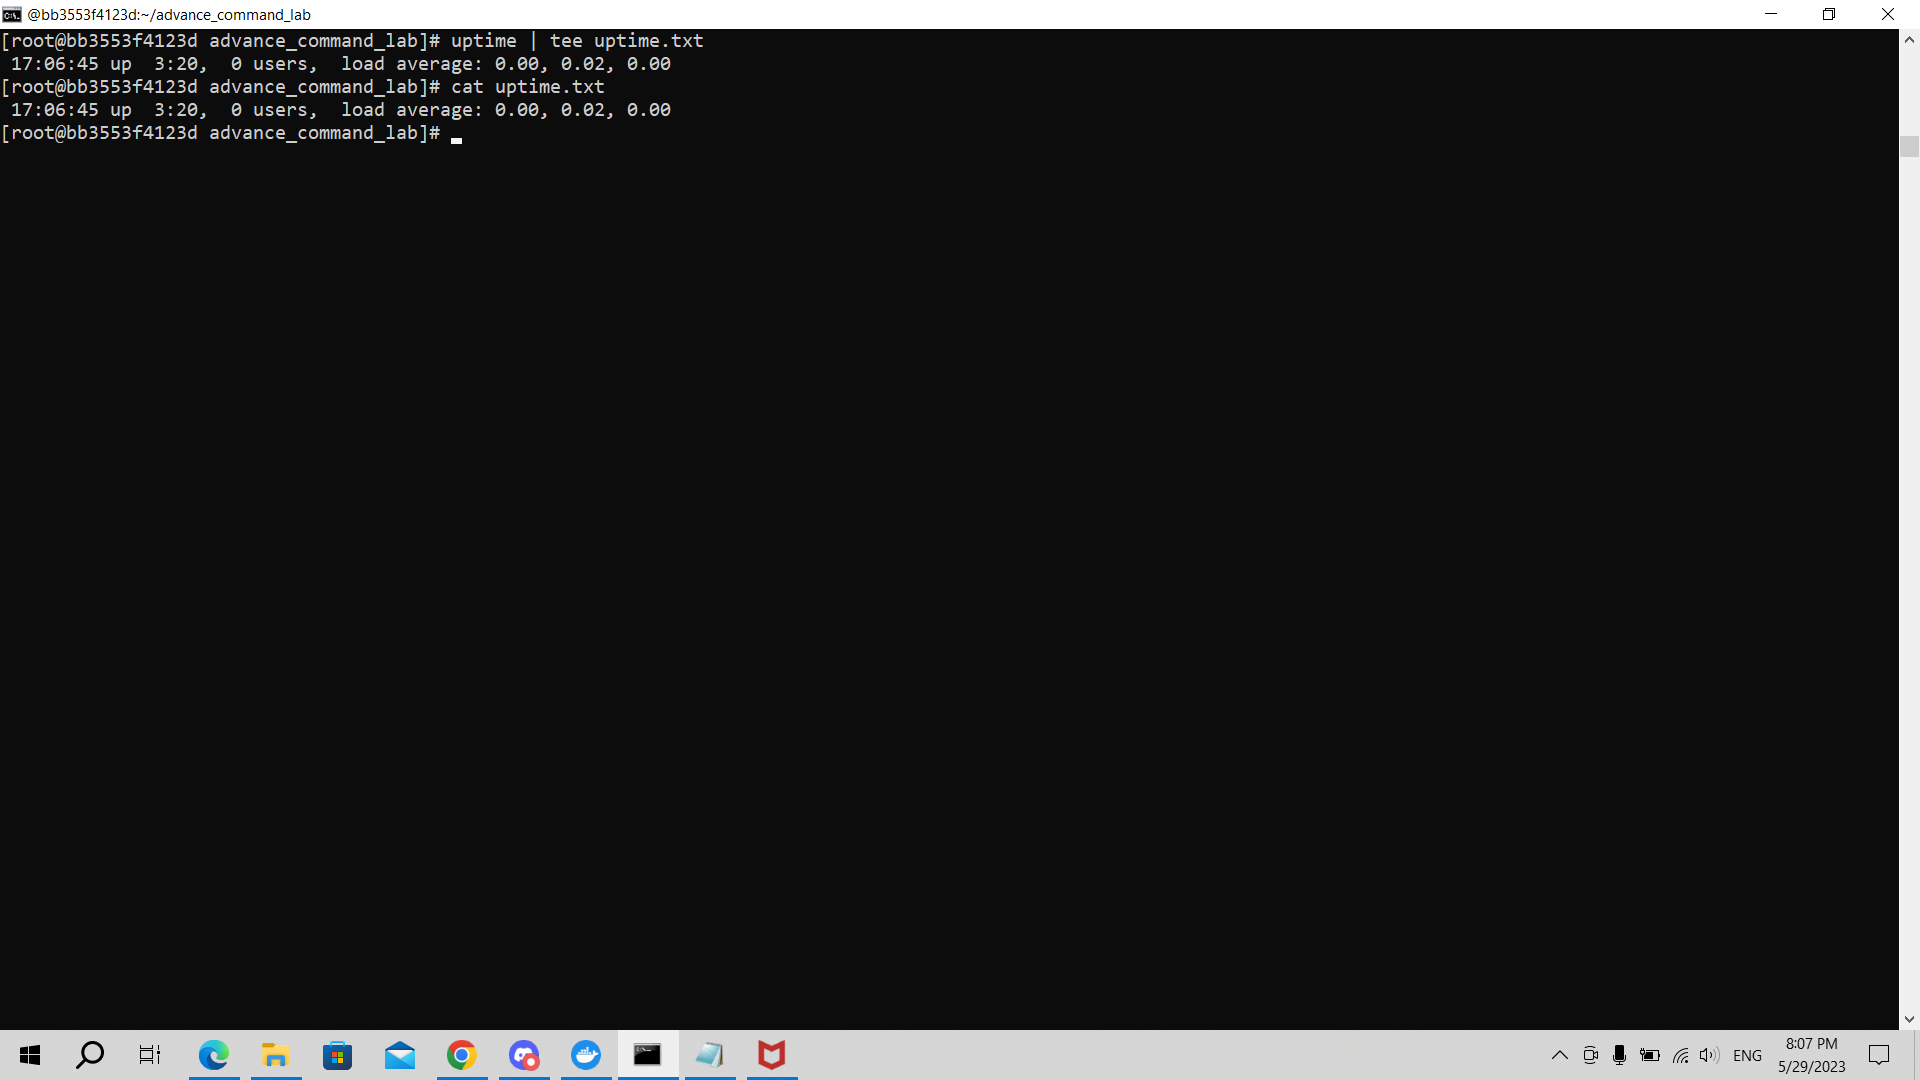 @bb3553f4123d:~/advance_command_lab
[root@bb3553f4123d advance_command_lab]# uptime | tee uptime.txt
 17:06:45 up  3:20,  0 users,  load average: 0.00, 0.02, 0.00
[root@bb3553f4123d advance_command_lab]# cat uptime.txt
 17:06:45 up  3:20,  0 users,  load average: 0.00, 0.02, 0.00
[root@bb3553f4123d advance_command_lab]#
ENG
8:07 PM
5/29/2023